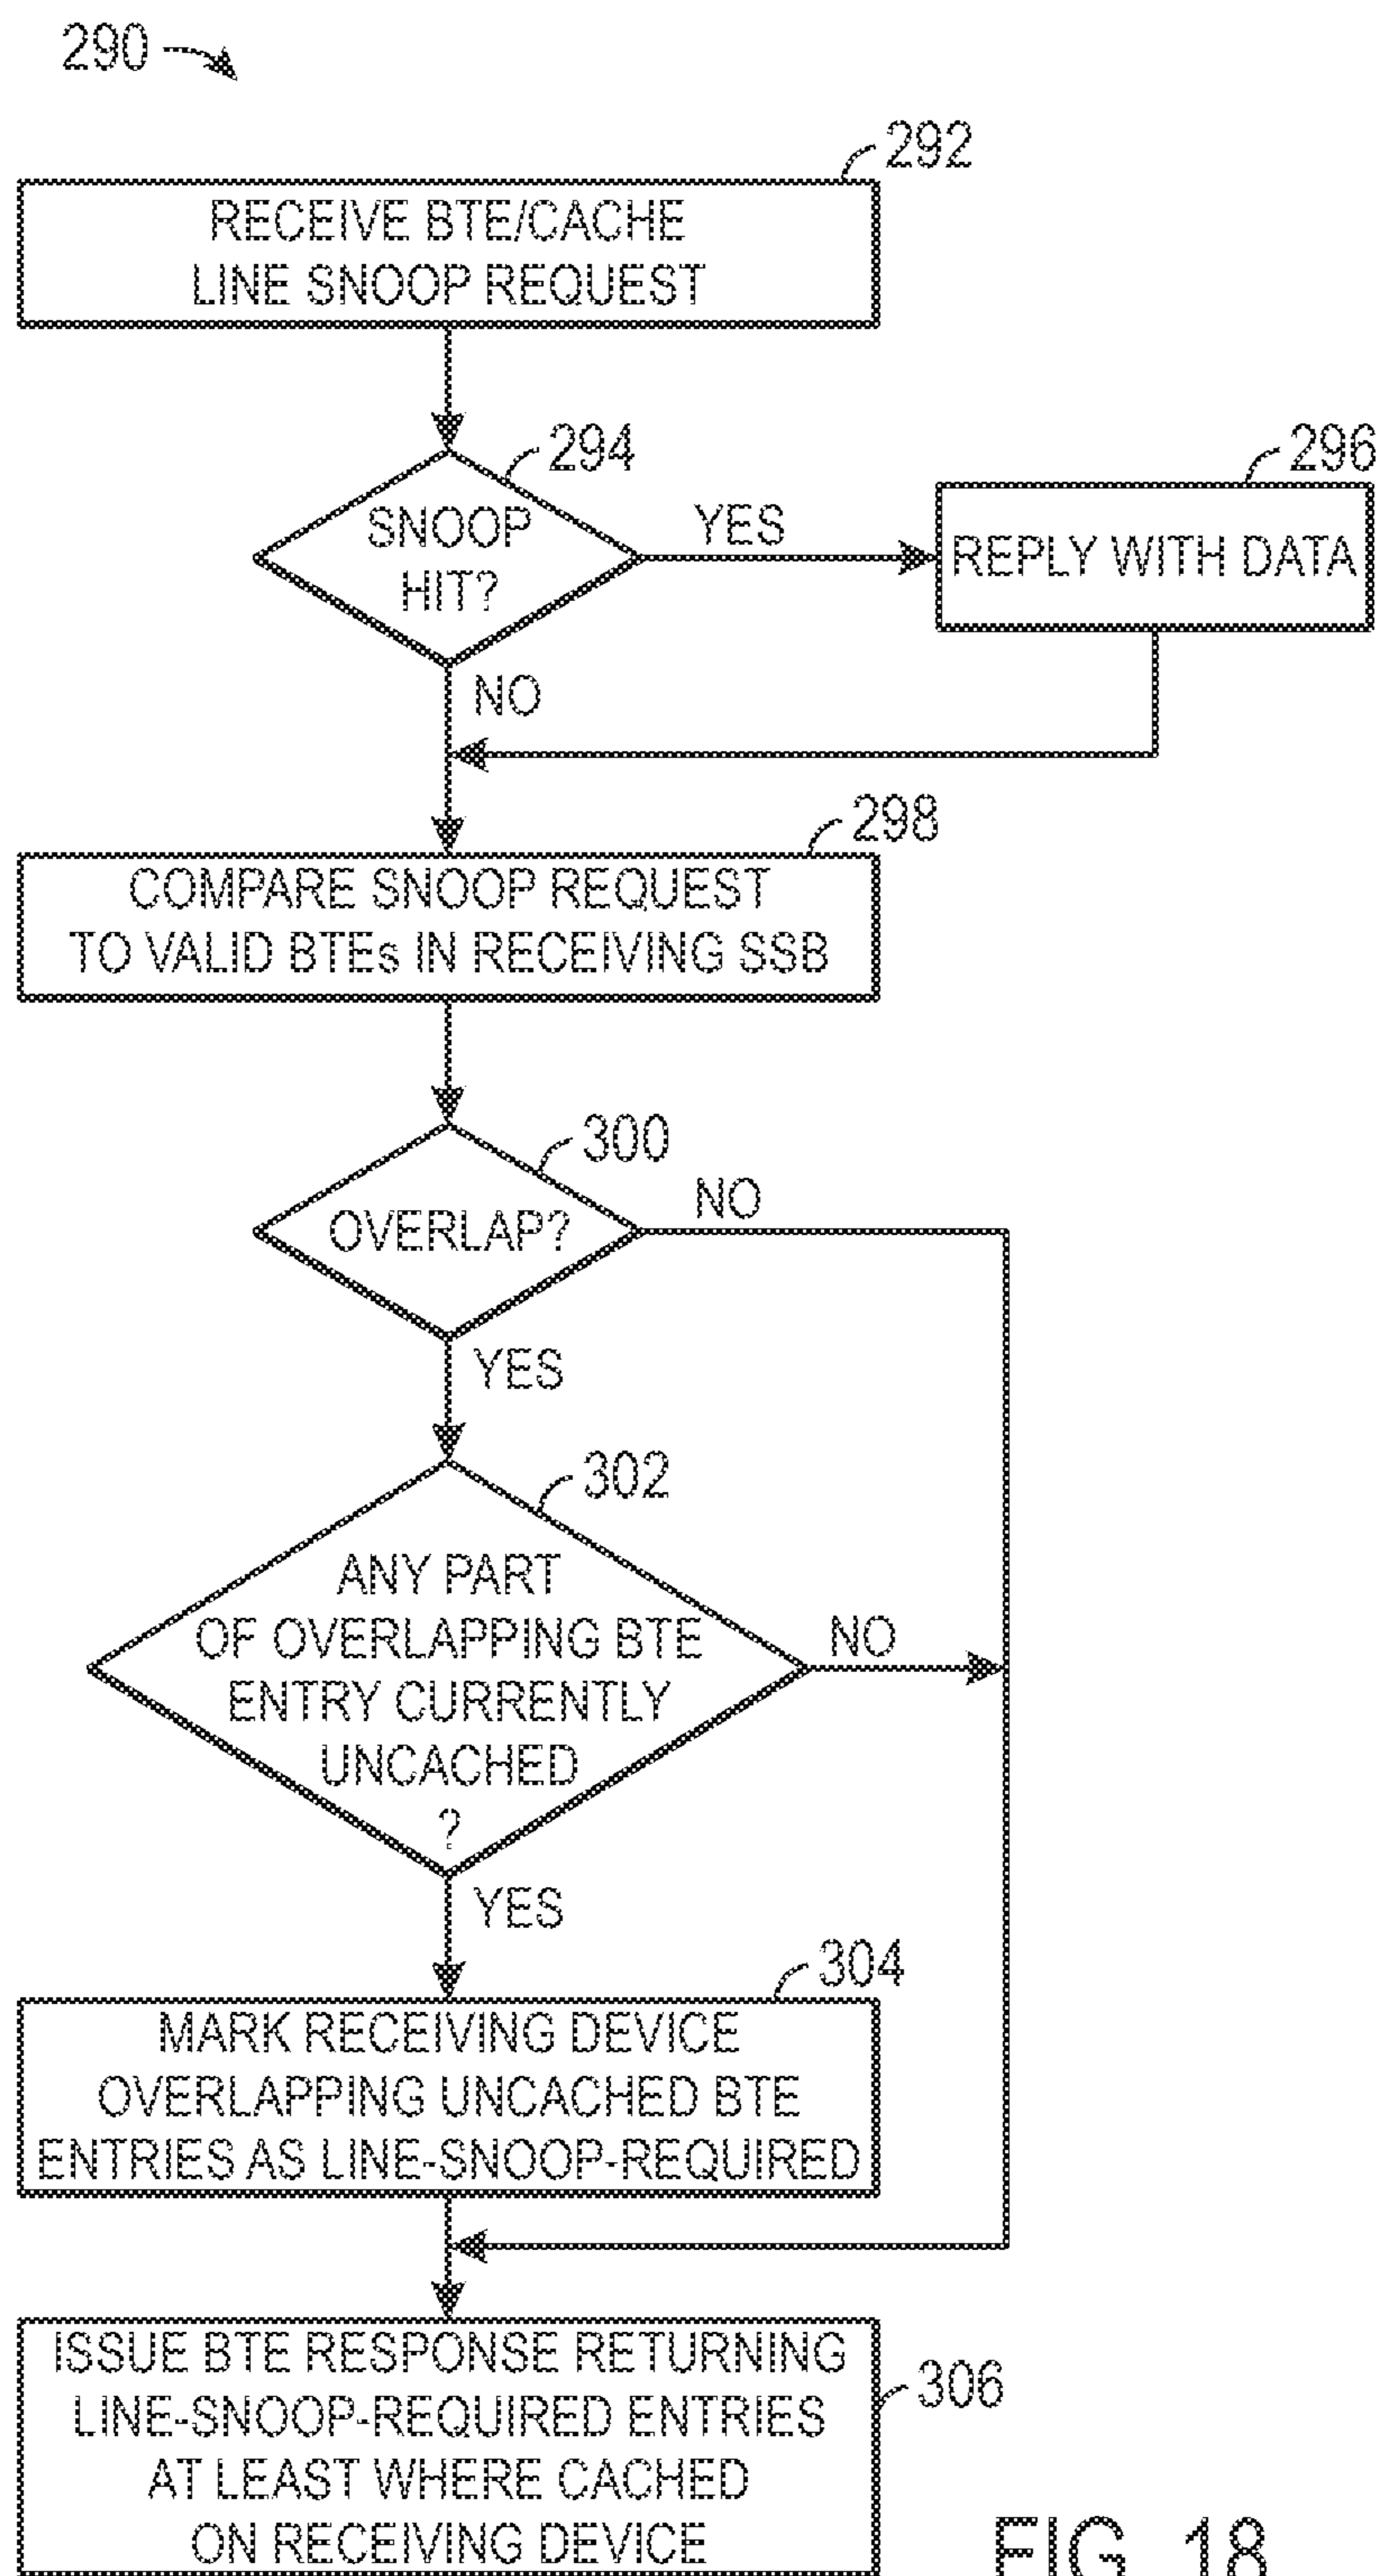 290
292
RECEIVE BTE/CACHE
LINE SNOOP REQUEST
294
296
SNOOP
HIT?
YES
REPLY WITH DATA
NO
298
COMPARE SNOOP REQUEST
TO VALID BTEs IN RECEIVING SSB
300
OVERLAP?
NO
YES
302
ANY PART
OF OVERLAPPING BTE
ENTRY CURRENTLY
UNCACHED
?
NO
YES
304
MARK RECEIVING DEVICE
OVERLAPPING UNCACHED BTE
ENTRIES AS LINE-SNOOP-REQUIRED
ISSUE BTE RESPONSE RETURNING
LINE-SNOOP-REQUIRED ENTRIES
AT LEAST WHERE CACHED
ON RECEIVING DEVICE
306
FIG. 18